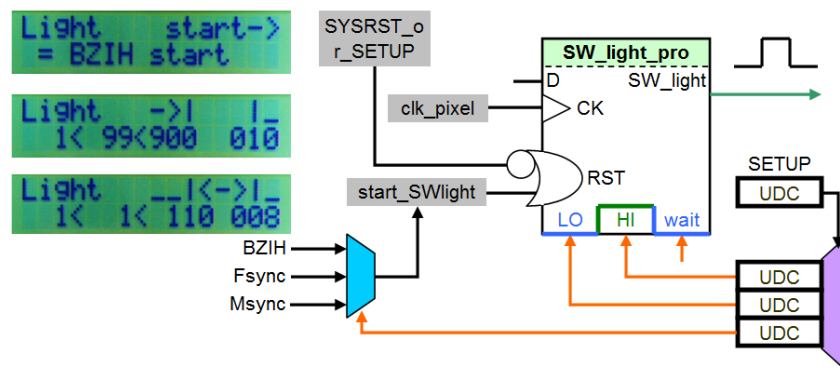 Light start->
= BZIH start
Light ->| |_
1< 99<900 010
Light __|<->|_
1< 1< 110 008
SYSRST_o
r_SETUP
clk_pixel
start_SWlight
BZIH
Fsync
Msync
SW_light_pro
D
SW_light
CK
RST
LO
HI
wait
SETUP
UDC
UDC
UDC
UDC